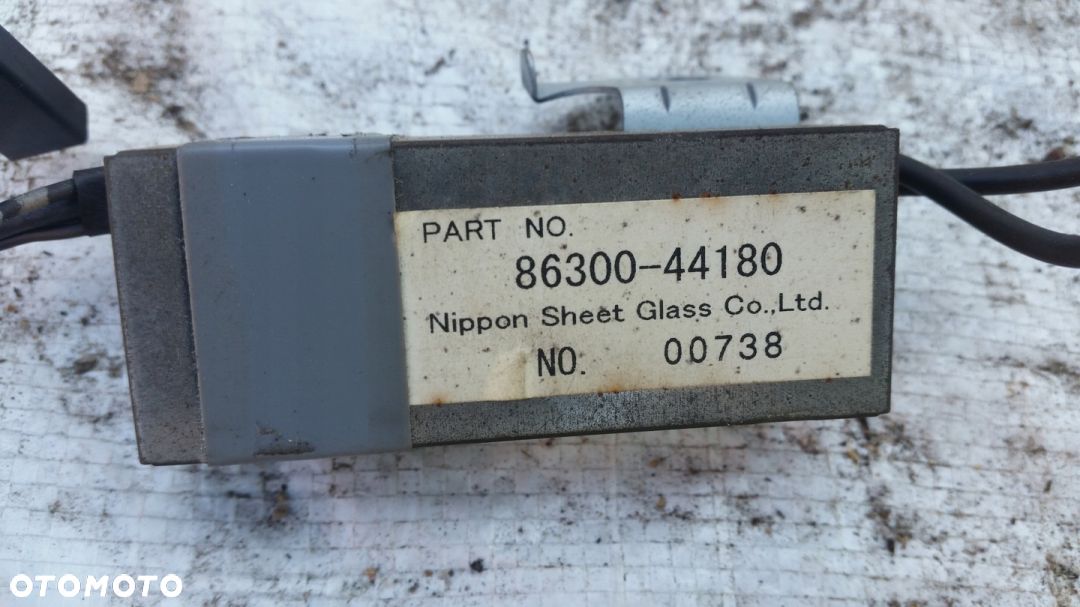 PART NO.
86300-44180
Nippon Sheet Glass Co.,Ltd.
NO. 00738
OTOMOTO